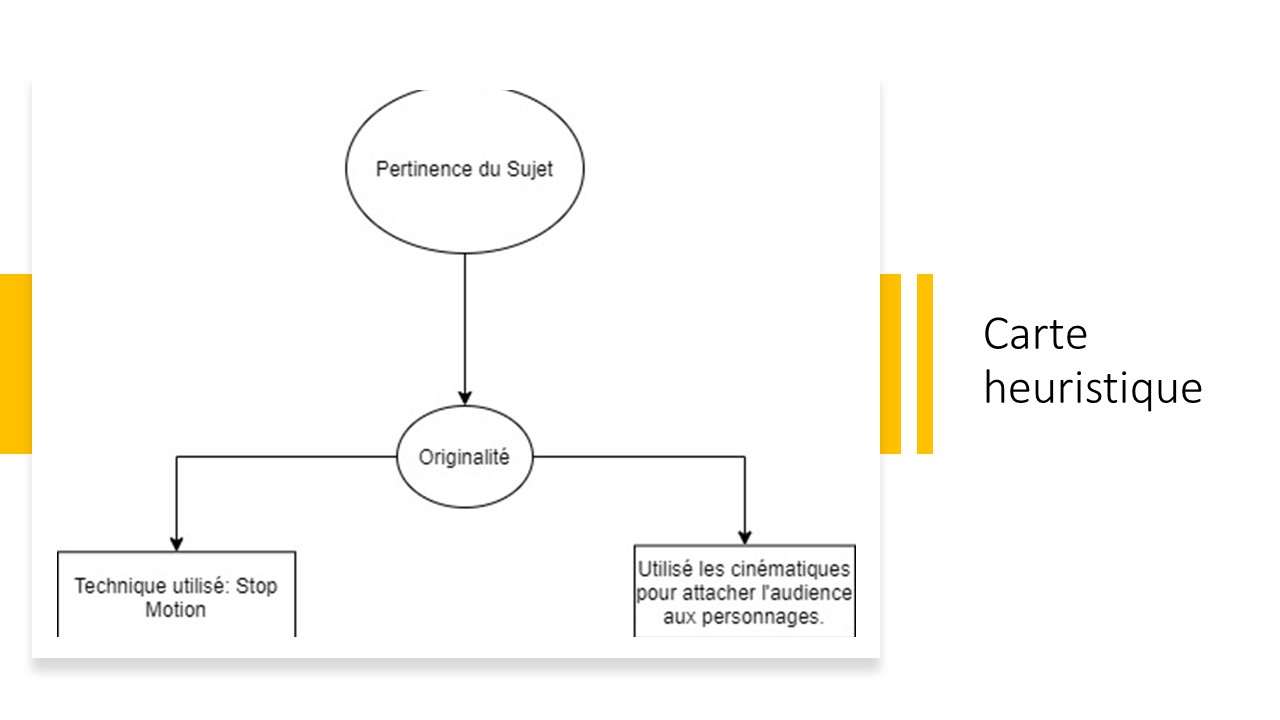 Pertinence du Sujet
Originalité
Technique utilisé: Stop
Motion
Utilisé les cinématiques
pour attacher l'audience
aux personnages.
Carte
heuristique